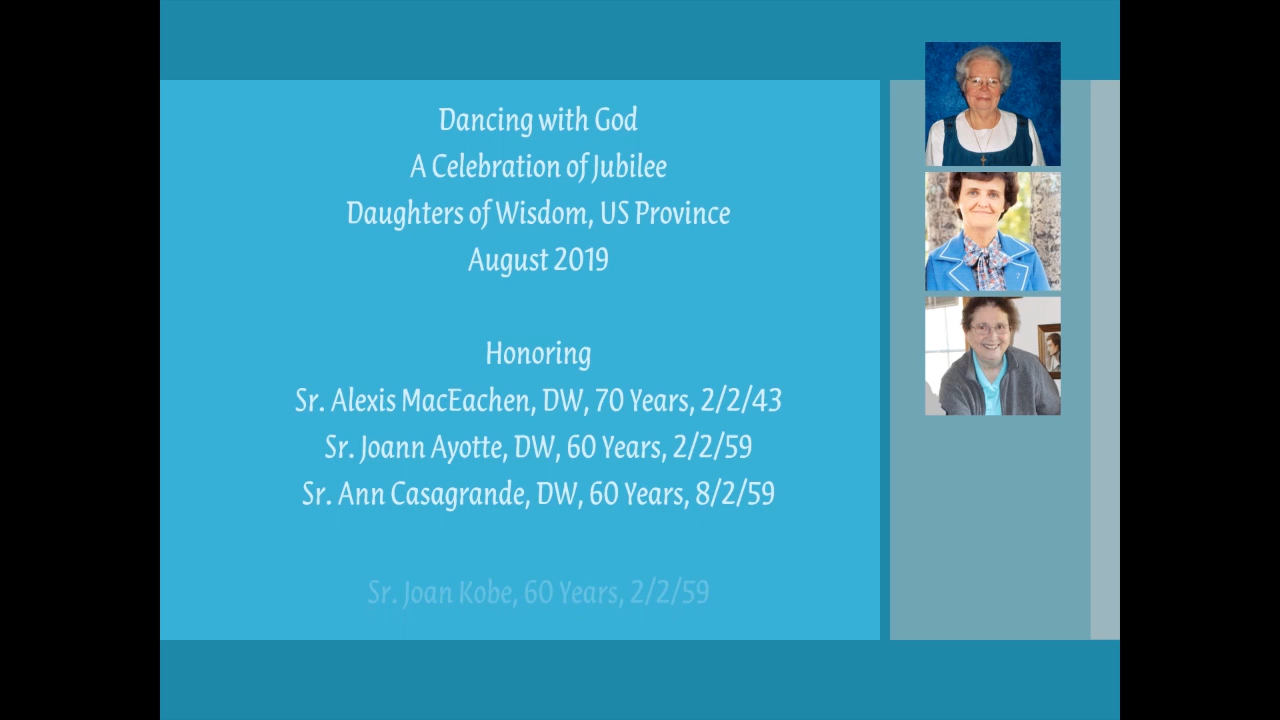 Dancing with God
A Celebration of Jubilee
Daughters of Wisdom, US Province
August 2019
Honoring
Sr. Alexis MacEachen, DW, 70 Years, 2/2/43
Sr. Joann Ayotte, DW, 60 Years, 2/2/59
Sr. Ann Casagrande, DW, 60 Years, 8/2/59
Sr. Joan Kobe, 60 Years, 2/2/59